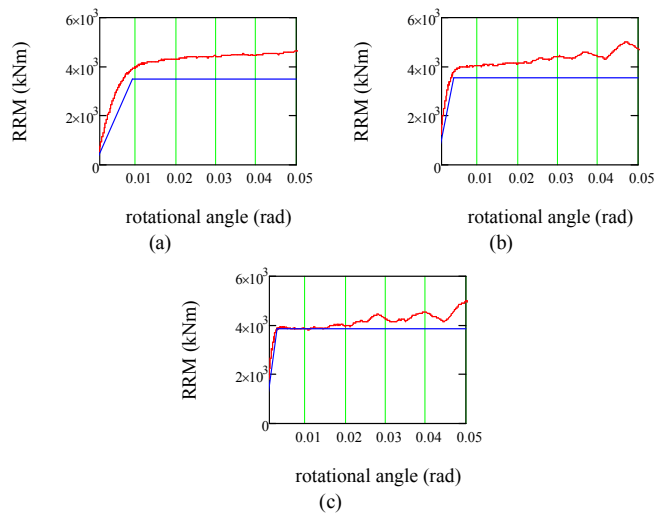 6×10³
4×10³
2×10³
0
RRM (kNm)
0.01 0.02 0.03 0.04 0.05
rotational angle (rad)
(a)
6×10³
4×10³
2×10³
0
RRM (kNm)
0.01 0.02 0.03 0.04 0.05
rotational angle (rad)
(b)
6×10³
4×10³
2×10³
0
RRM (kNm)
0.01 0.02 0.03 0.04 0.05
rotational angle (rad)
(c)